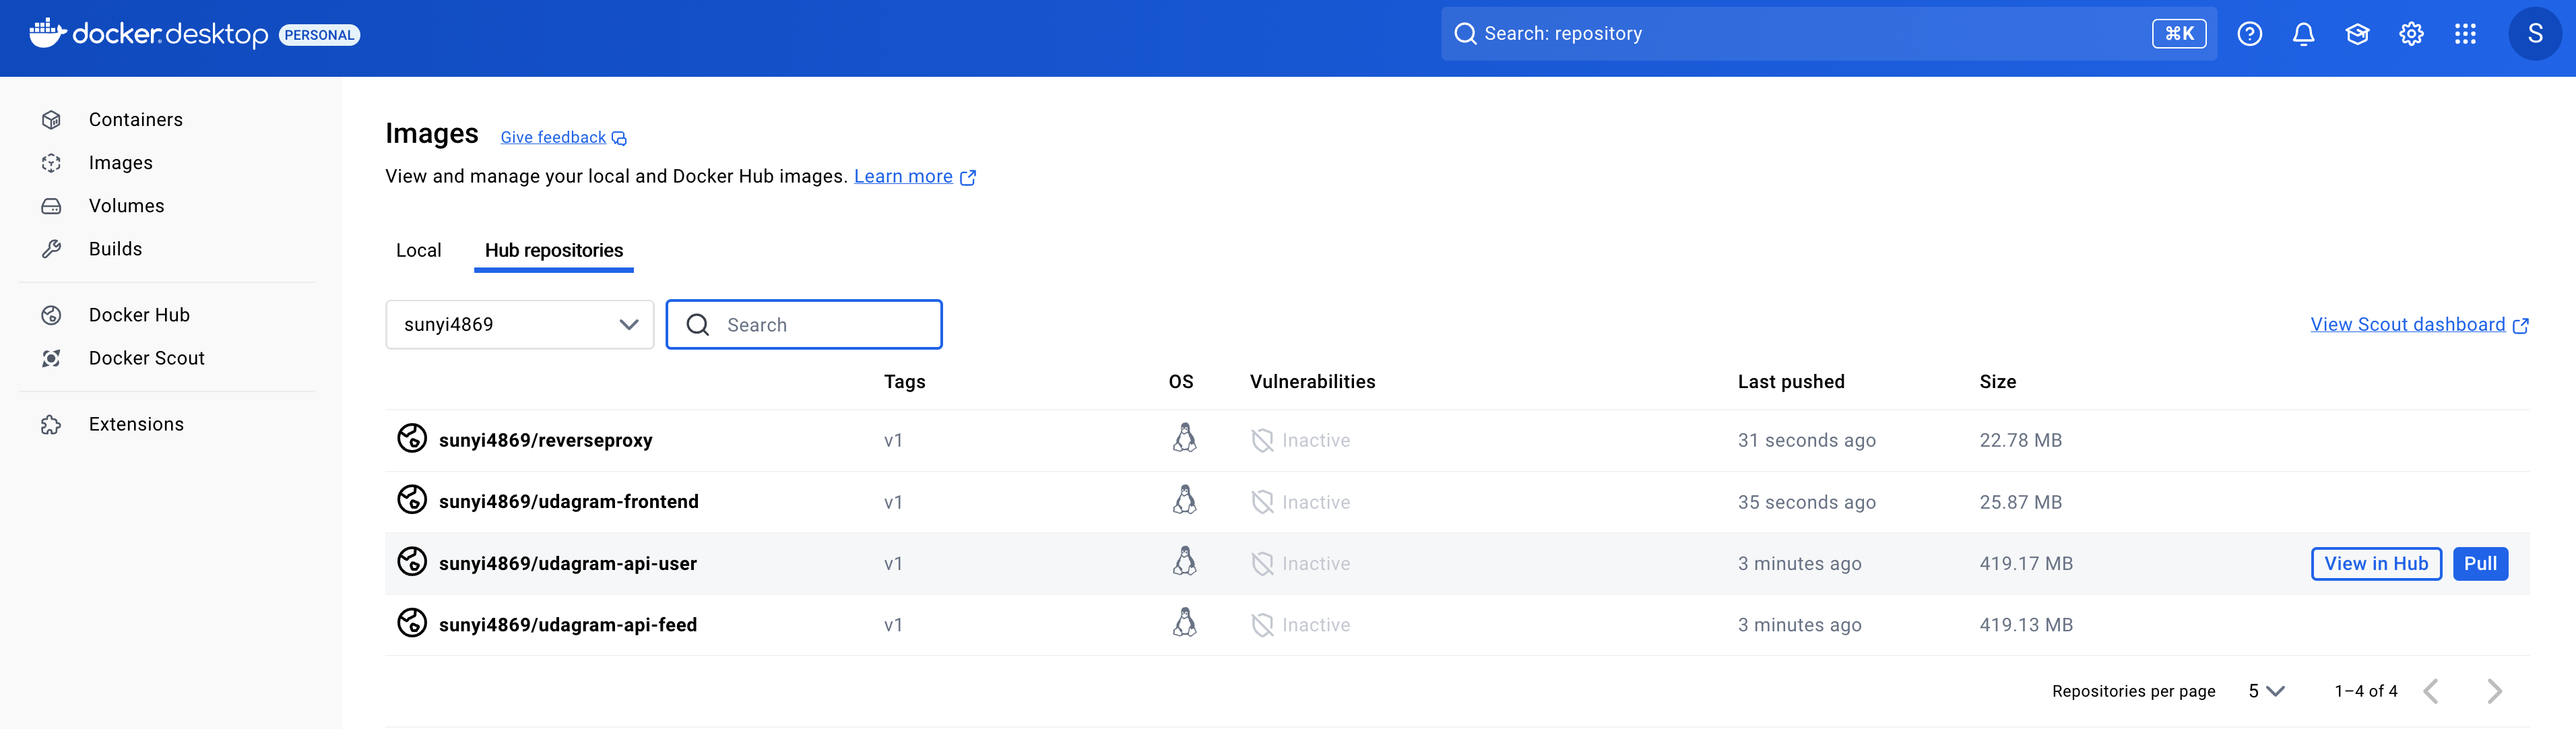 docker desktop PERSONAL
Search: repository ⌘K
S
Containers
Images
Volumes
Builds
Docker Hub
Docker Scout
Extensions
Images Give feedback
View and manage your local and Docker Hub images. Learn more
Local Hub repositories
sunyi4869 Search View Scout dashboard
Tags OS Vulnerabilities Last pushed Size
sunyi4869/reverseproxy v1 Inactive 31 seconds ago 22.78 MB
sunyi4869/udagram-frontend v1 Inactive 35 seconds ago 25.87 MB
sunyi4869/udagram-api-user v1 Inactive 3 minutes ago 419.17 MB View in Hub Pull
sunyi4869/udagram-api-feed v1 Inactive 3 minutes ago 419.13 MB
Repositories per page 5 1–4 of 4